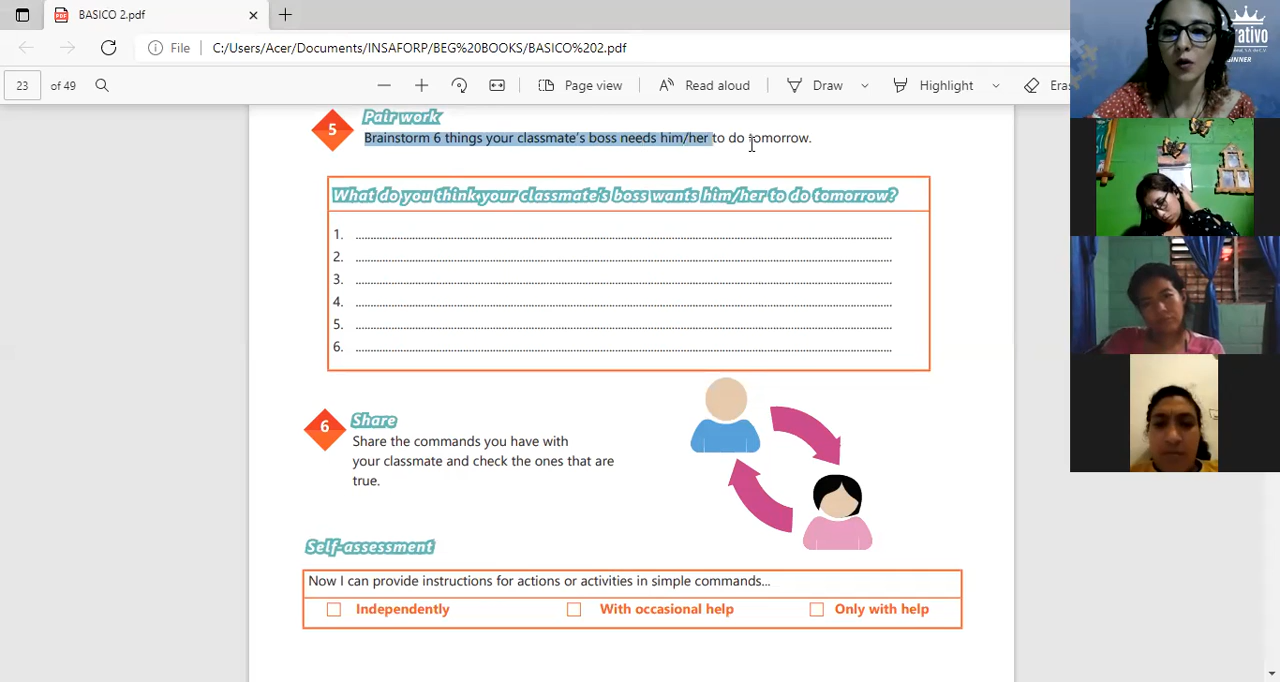 BASICO 2.pdf
File
C:/Users/Acer/Documents/INSAFORP/BEG%20BOOKS/BASICO%202.pdf
23 of 49
Page view
Read aloud
Draw
Highlight
5
Pair work
Brainstorm 6 things your classmate's boss needs him/her to do tomorrow.
What do you think your classmate's boss wants him/her to do tomorrow?
1.
2.
3.
4.
5.
6.
6
Share
Share the commands you have with
your classmate and check the ones that are
true.
Self-assessment
Now I can provide instructions for actions or activities in simple commands...
Independently
With occasional help
Only with help